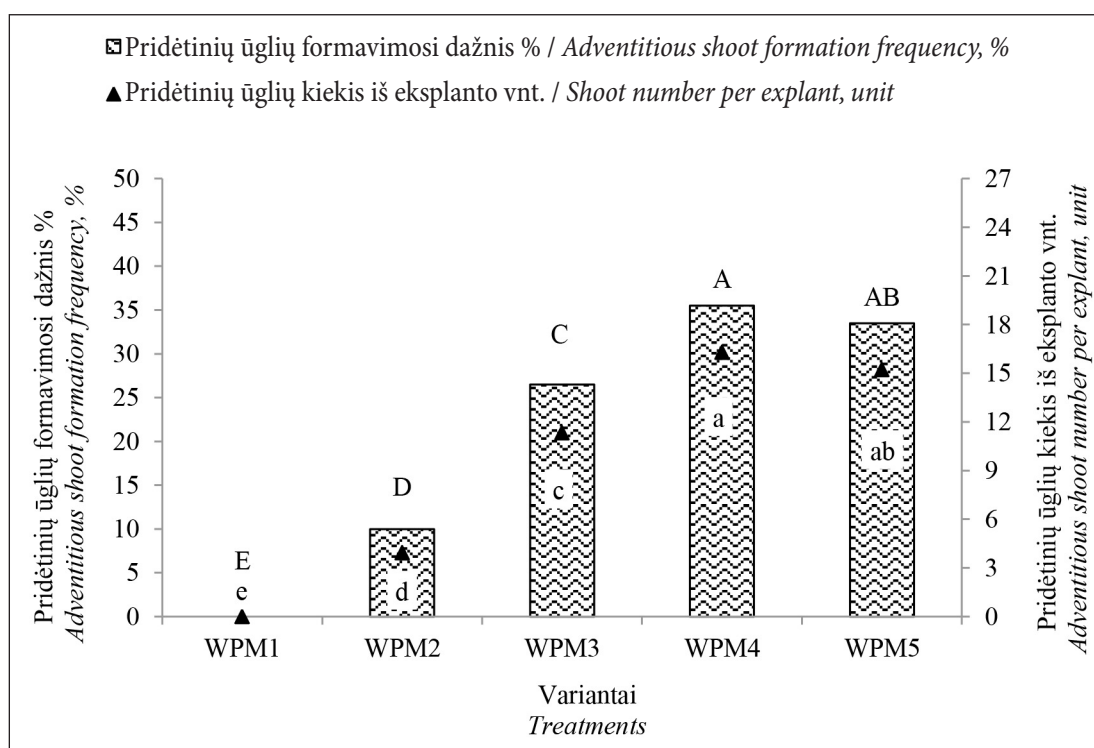 Pridėtinių ūglių formavimosi dažnis % / Adventitious shoot formation frequency, %
▲Pridėtinių ūglių kiekis iš eksplanto vnt. / Shoot number per explant, unit
Pridėtinių ūglių formavimosi dažnis %
Adventitious shoot formation frequency, %
50
45
40
35
30
25
20
15
10
5
0
E
e
D
d
C
c
A
a
AB
ab
27
24
21
18
15
12
9
6
3
0
Pridėtinių ūglių kiekis iš eksplanto vnt.
Adventitious shoot number per explant, unit
WPM1 WPM2 WPM3 WPM4 WPM5
Variantai
Treatments